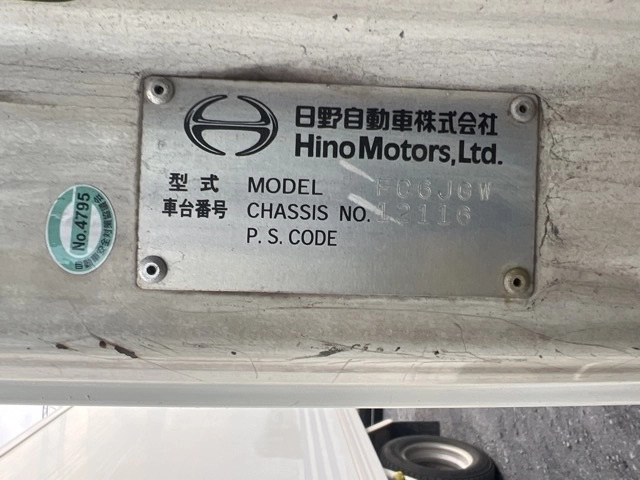 日野自動車株式会社
Hino Motors, Ltd.
型式 MODEL FC6JGW
車台番号 CHASSIS NO. 12116
P. S. CODE
No.4795